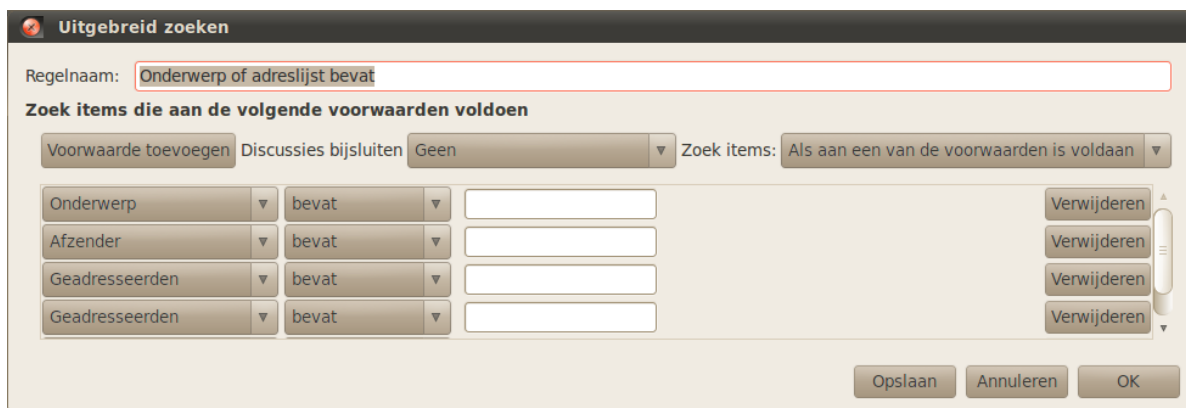 Uitgebreid zoeken
Regelnaam: Onderwerp of adreslijst bevat
Zoek items die aan de volgende voorwaarden voldoen
Voorwaarde toevoegen Discussies bijsluiten Geen Zoek items: Als aan een van de voorwaarden is voldaan
Onderwerp bevat Verwijderen
Afzender bevat Verwijderen
Geadresseerden bevat Verwijderen
Geadresseerden bevat Verwijderen
Opslaan Annuleren OK